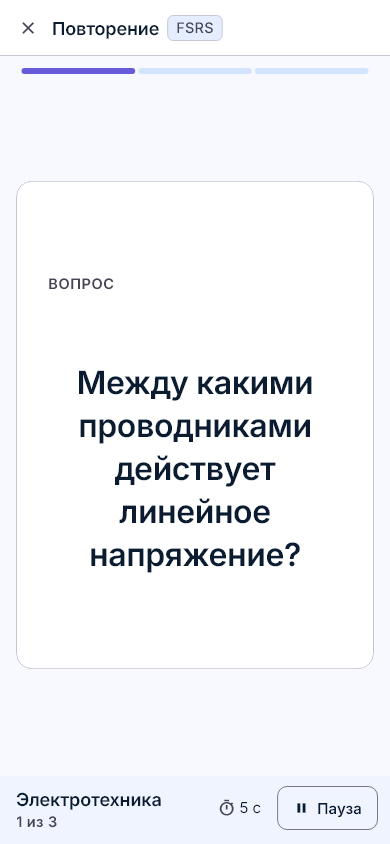 Повторение FSRS
ВОПРОС
Между какими
проводниками
действует
линейное
напряжение?
Электротехника
1 из 3
5 с
Пауза